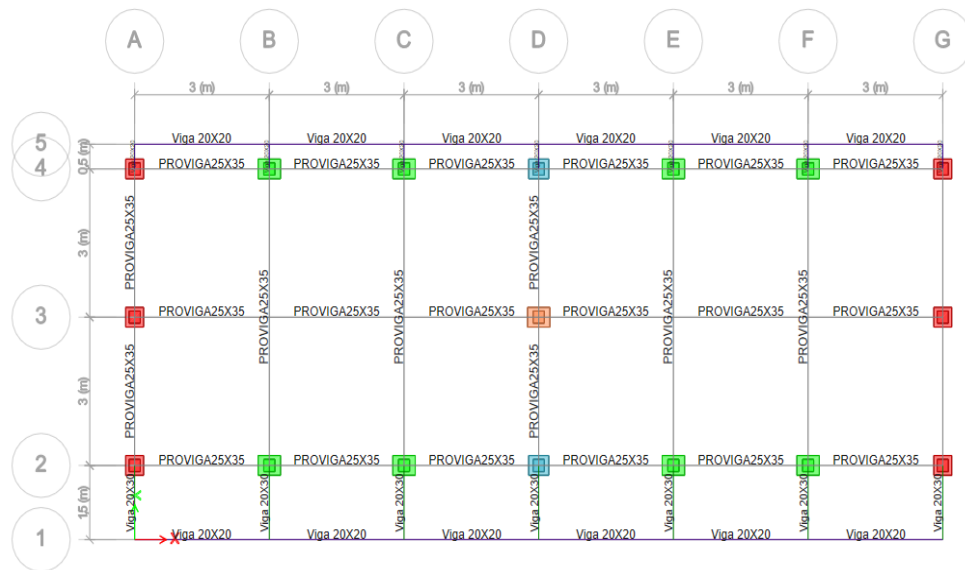 A B C D E F G
3 (m) 3 (m) 3 (m) 3 (m) 3 (m) 3 (m)
5 Viga 20X20 Viga 20X20 Viga 20X20 Viga 20X20 Viga 20X20 Viga 20X20
0,5 (m)
4 PROVIGA25X35 PROVIGA25X35 PROVIGA25X35 PROVIGA25X35 PROVIGA25X35 PROVIGA25X35
3 (m) PROVIGA25X35 PROVIGA25X35
3 PROVIGA25X35 PROVIGA25X35 PROVIGA25X35 PROVIGA25X35 PROVIGA25X35 PROVIGA25X35
PROVIGA25X35 PROVIGA25X35 PROVIGA25X35 PROVIGA25X35
3 (m) PROVIGA25X35 PROVIGA25X35
2 PROVIGA25X35 PROVIGA25X35 PROVIGA25X35 PROVIGA25X35 PROVIGA25X35 PROVIGA25X35
Viga 20X30 Viga 20X30 Viga 20X30 Viga 20X30 Viga 20X30 Viga 20X30 Viga 20X30
X
1 X Viga 20X20 Viga 20X20 Viga 20X20 Viga 20X20 Viga 20X20 Viga 20X20